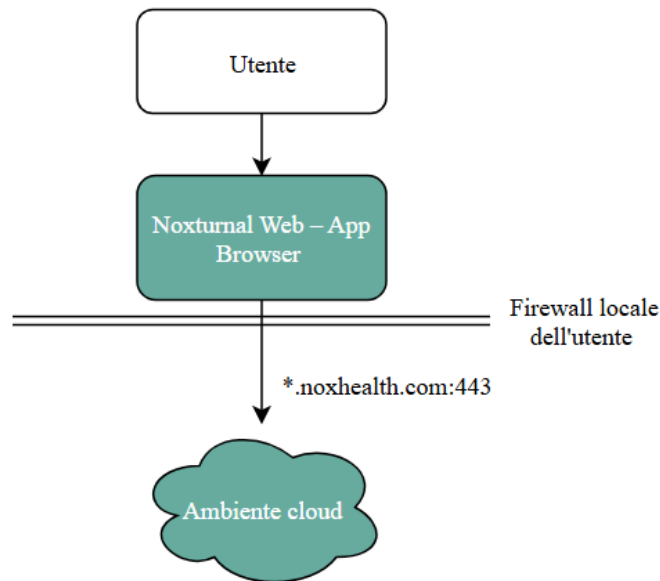 Utente
Noxturnal Web – App
Browser
Firewall locale
dell'utente
*.noxhealth.com:443
Ambiente cloud